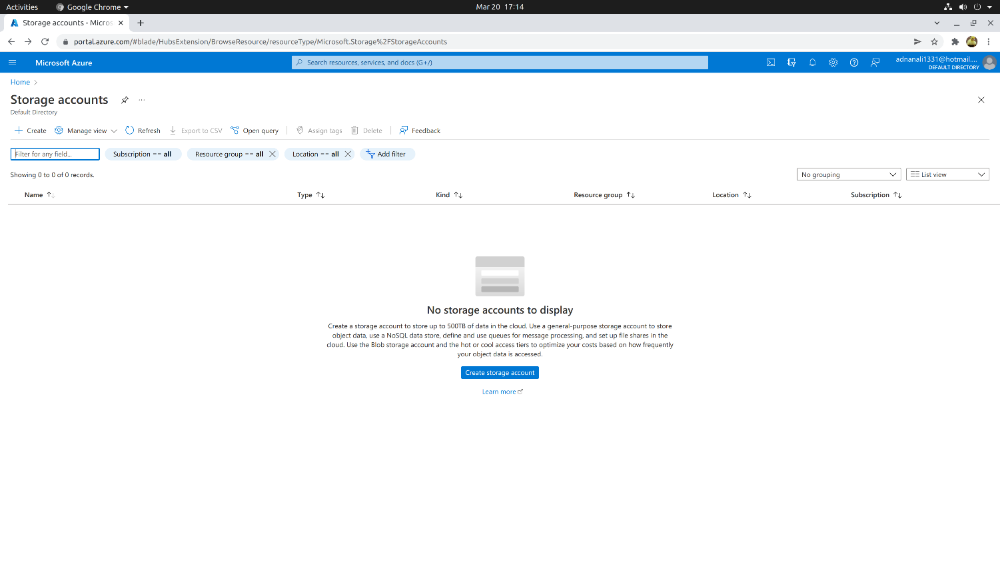 Activities
Google Chrome
Mar 20 17:14
Storage accounts - Micros
portal.azure.com/#blade/HubsExtension/BrowseResource/resourceType/Microsoft.Storage%2FStorageAccounts
Microsoft Azure
Search resources, services, and docs (G+/)
adnanali1331@hotmail....
DEFAULT DIRECTORY
Home
Storage accounts
...
Default Directory
Create
Manage view
Refresh
Export to CSV
Open query
Assign tags
Delete
Feedback
Filter for any field...
Subscription == all
Resource group == all
Location == all
Add filter
Showing 0 to 0 of 0 records.
No grouping
List view
Name
Type
Kind
Resource group
Location
Subscription
No storage accounts to display
Create a storage account to store up to 500TB of data in the cloud. Use a general-purpose storage account to store
object data, use a NoSQL data store, define and use queues for message processing, and set up file shares in the
cloud. Use the Blob storage account and the hot or cool access tiers to optimize your costs based on how frequently
your object data is accessed.
Create storage account
Learn more